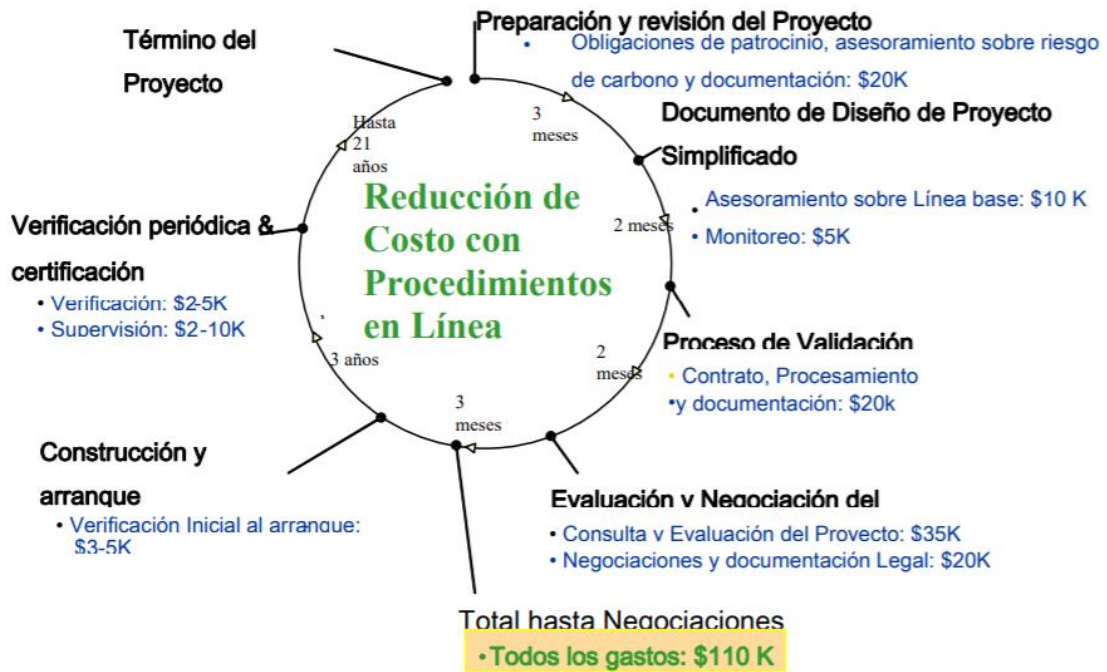 Preparación y revisión del Proyecto
• Obligaciones de patrocinio, asesoramiento sobre riesgo
de carbono y documentación: $20K
Término del
Proyecto
3
meses
Documento de Diseño de Proyecto
Simplificado
• Asesoramiento sobre Línea base: $10 K
• Monitoreo: $5K
2 meses
Proceso de Validación
• Contrato, Procesamiento
•y documentación: $20k
2
meses
Evaluación y Negociación del
• Consulta y Evaluación del Proyecto: $35K
• Negociaciones y documentación Legal: $20K
3
meses
Total hasta Negociaciones
•Todos los gastos: $110 K
Construcción y
arranque
• Verificación Inicial al arranque:
$3-5K
3 años
Verificación periódica &
certificación
• Verificación: $2-5K
• Supervisión: $2-10K
Hasta
21
años
Reducción de
Costo con
Procedimientos
en Línea